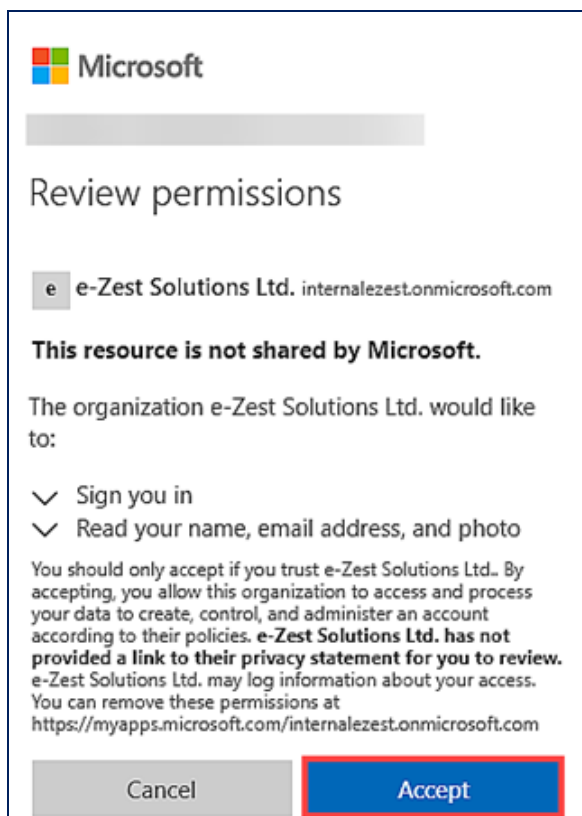 Microsoft
Review permissions
e e-Zest Solutions Ltd. internalezest.onmicrosoft.com
This resource is not shared by Microsoft.
The organization e-Zest Solutions Ltd. would like
to:
Sign you in
Read your name, email address, and photo
You should only accept if you trust e-Zest Solutions Ltd.. By
accepting, you allow this organization to access and process
your data to create, control, and administer an account
according to their policies. e-Zest Solutions Ltd. has not
provided a link to their privacy statement for you to review.
e-Zest Solutions Ltd. may log information about your access.
You can remove these permissions at
https://myapps.microsoft.com/internalezest.onmicrosoft.com
Cancel Accept